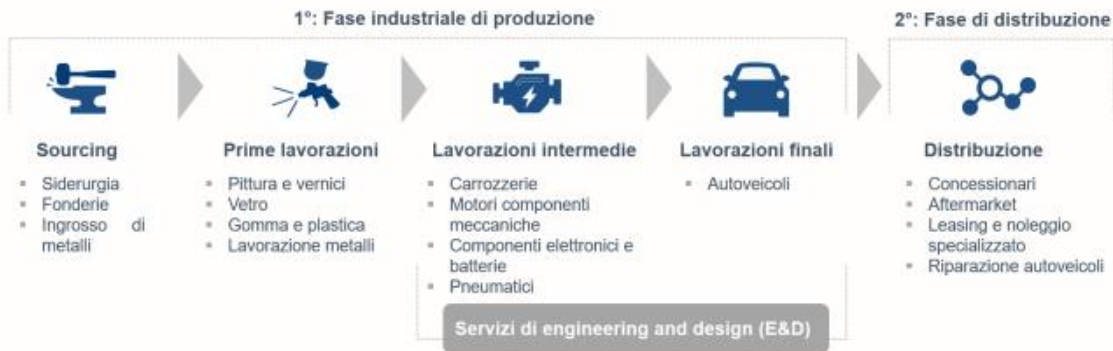 1°: Fase industriale di produzione
2°: Fase di distribuzione
Sourcing
Siderurgia
Fonderie
Ingrosso di
metalli
Prime lavorazioni
Pittura e vernici
Vetro
Gomma e plastica
Lavorazione metalli
Lavorazioni intermedie
Carrozzerie
Motori componenti
meccaniche
Componenti elettronici e
batterie
Pneumatici
Lavorazioni finali
Autoveicoli
Servizi di engineering and design (E&D)
Distribuzione
Concessionari
Aftermarket
Leasing e noleggio
specializzato
Riparazione autoveicoli